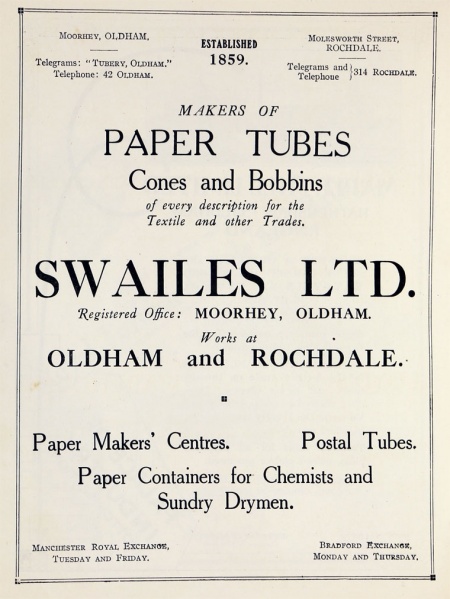 MOORHEY, OLDHAM.
Telegrams: "TUBERY, OLDHAM."
Telephone: 42 OLDHAM.
ESTABLISHED
1859.
MOLESWORTH STREET,
ROCHDALE.
Telegrams and
Telephone } 314 ROCHDALE.
MAKERS OF
PAPER TUBES
Cones and Bobbins
of every description for the
Textile and other Trades.
SWAILES LTD.
Registered Office: MOORHEY, OLDHAM.
Works at
OLDHAM and ROCHDALE.
Paper Makers' Centres. Postal Tubes.
Paper Containers for Chemists and
Sundry Drymen.
MANCHESTER ROYAL EXCHANGE,
TUESDAY AND FRIDAY.
BRADFORD EXCHANGE,
MONDAY AND THURSDAY.